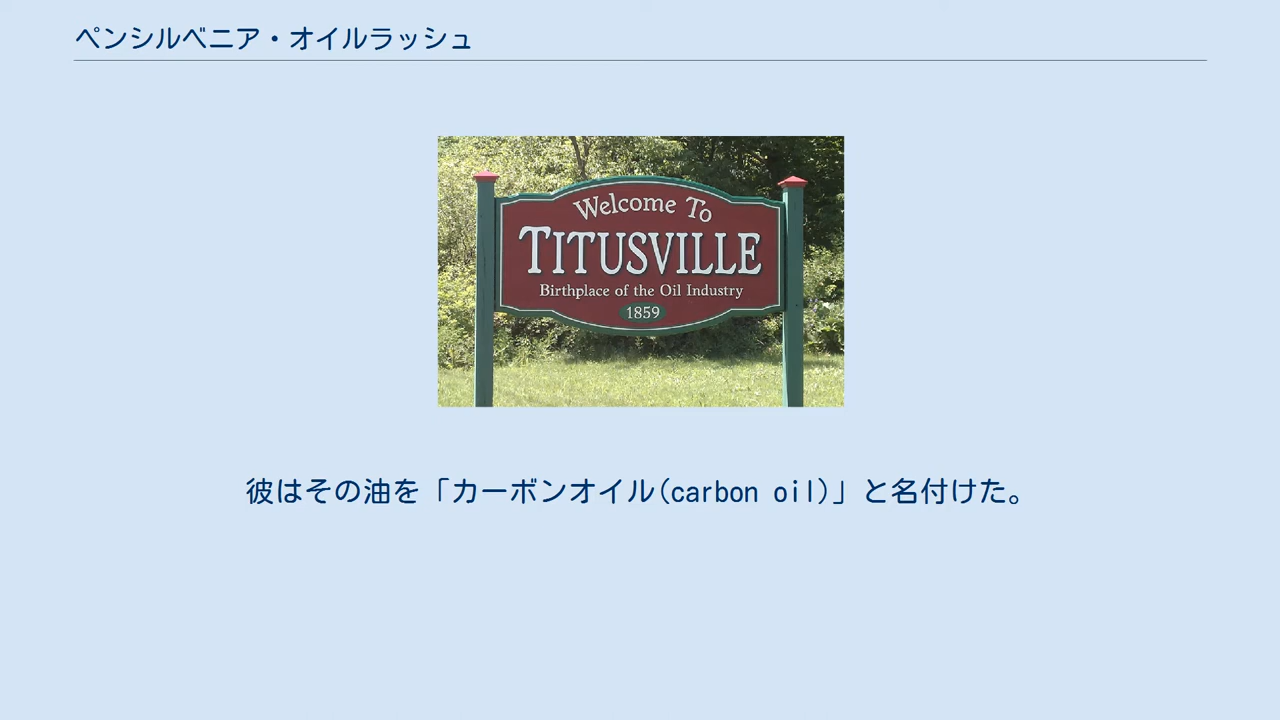 ペンシルベニア・オイルラッシュ
Welcome To
TITUSVILLE
Birthplace of the Oil Industry
1859
彼はその油を「カーボンオイル(carbon oil)」と名付けた。